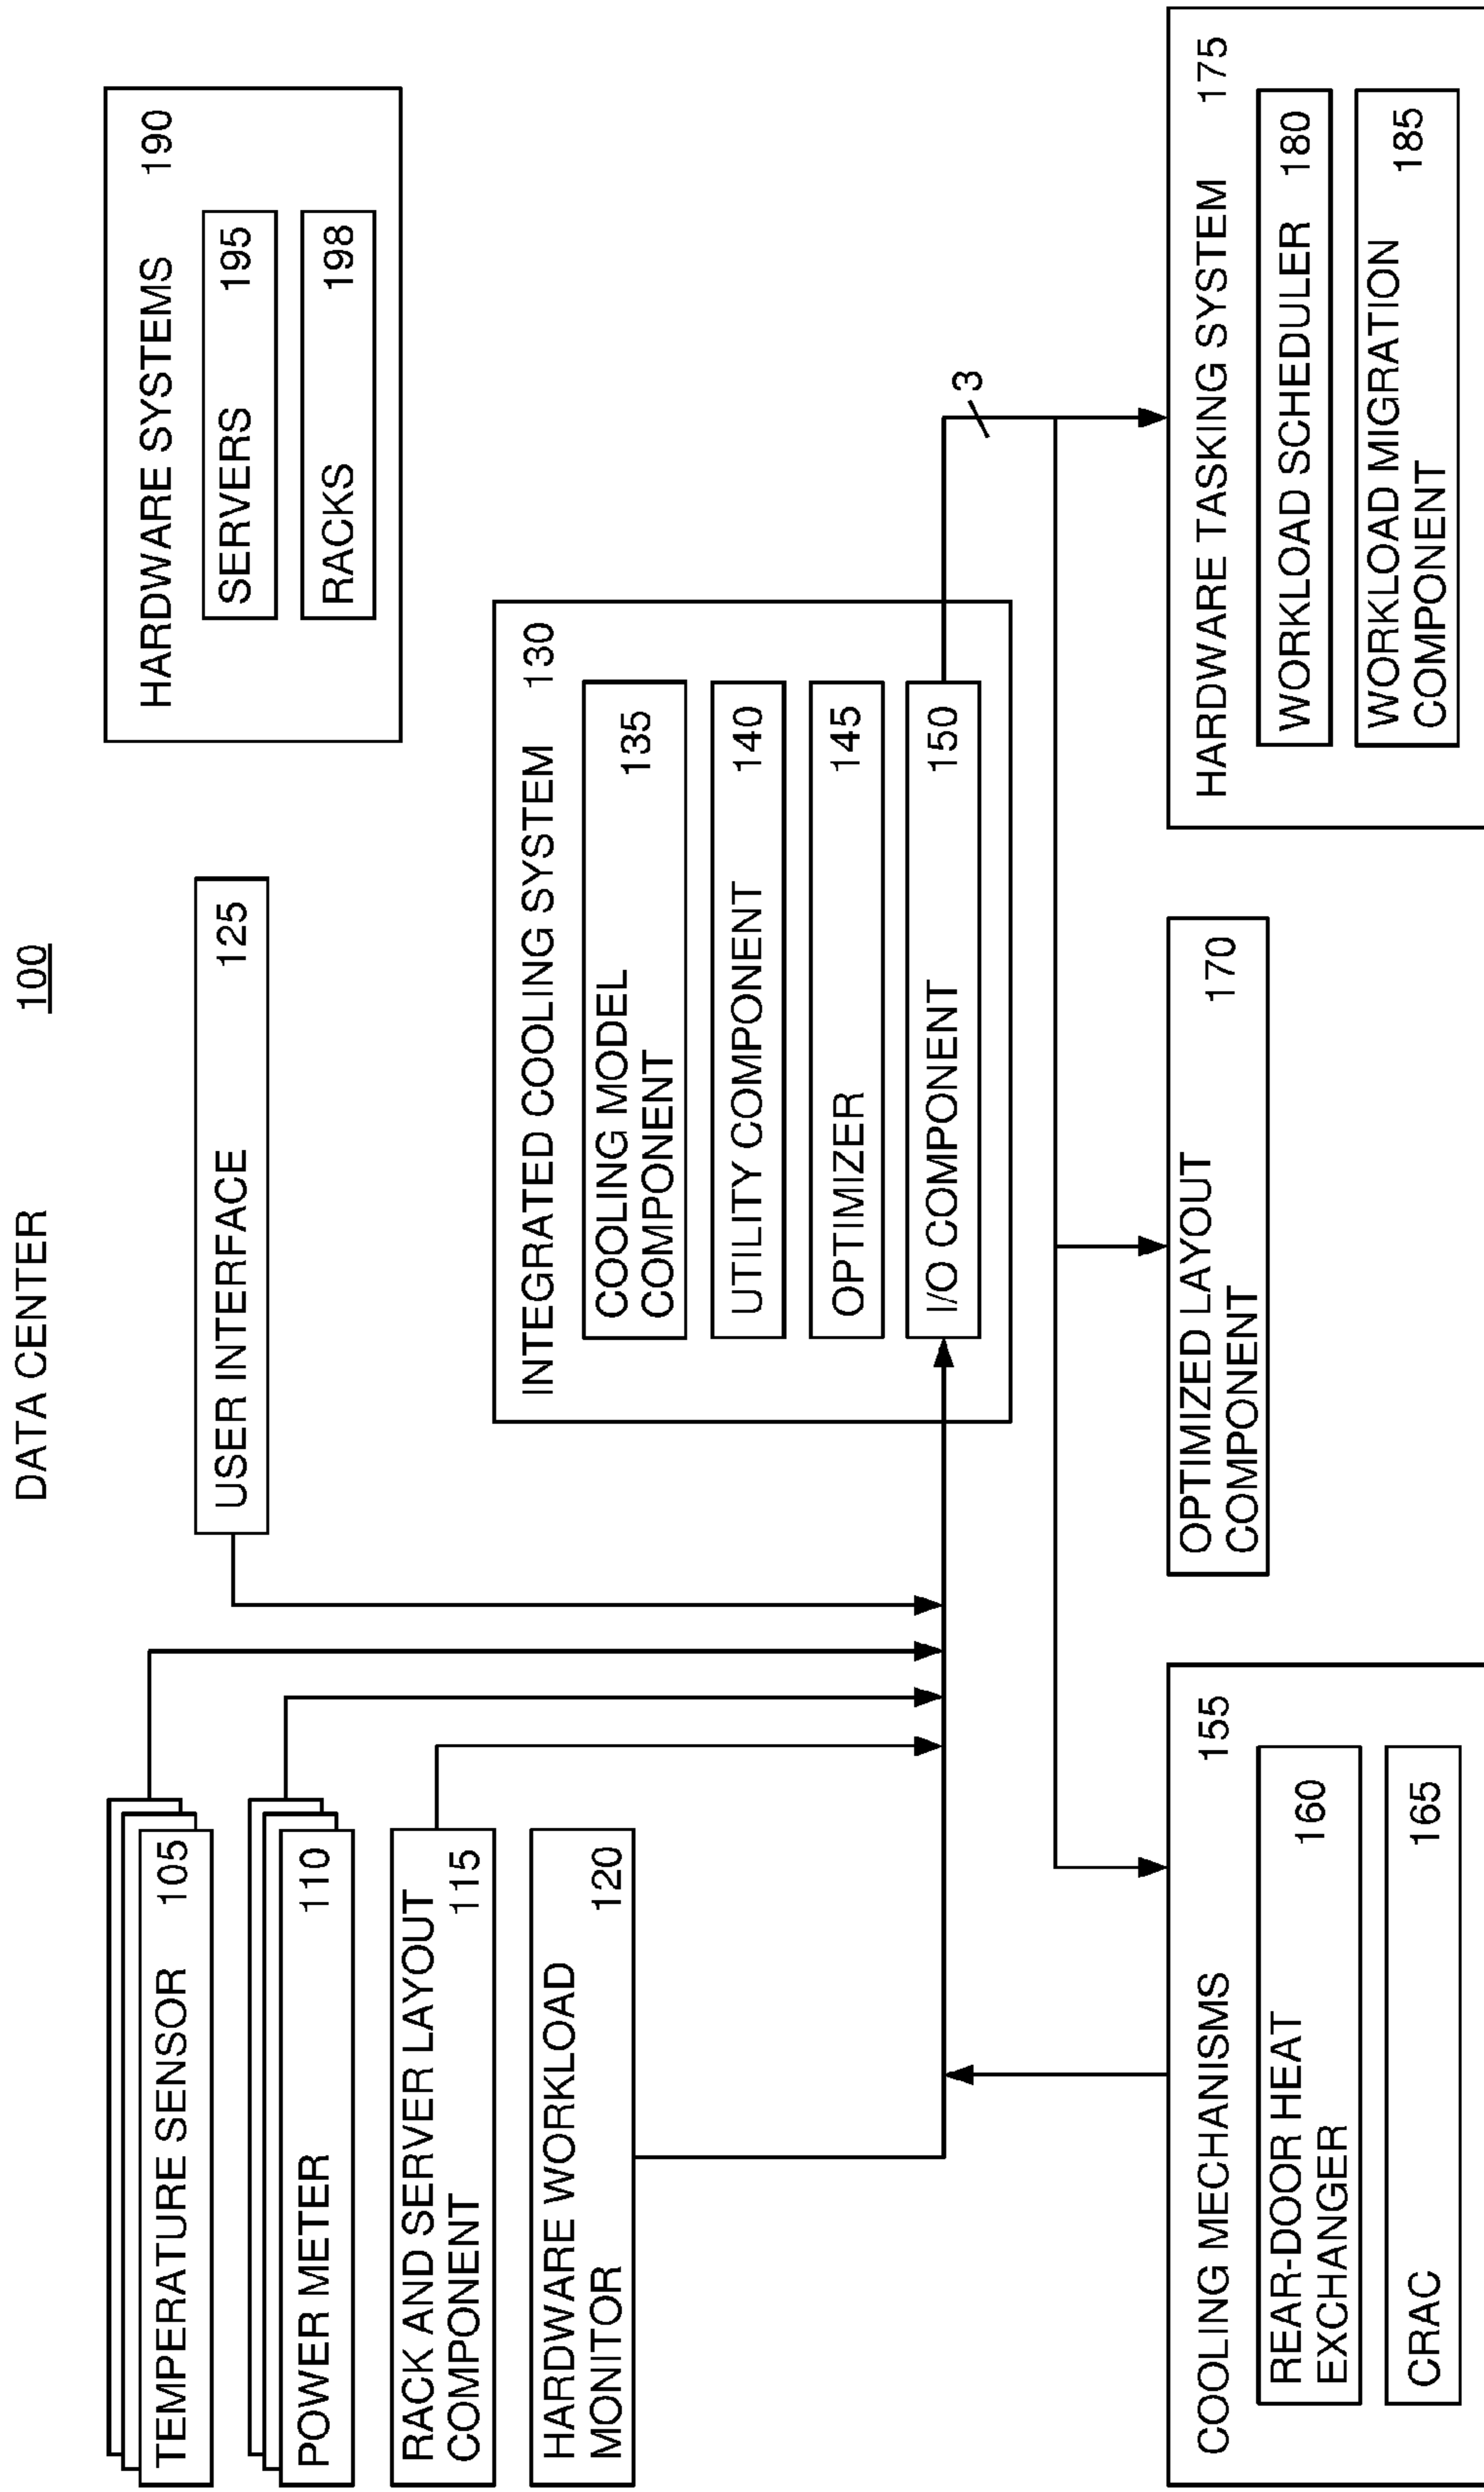 DATA CENTER 100
TEMPERATURE SENSOR 105
POWER METER 110
RACK AND SERVER LAYOUT
COMPONENT 115
HARDWARE WORKLOAD
MONITOR 120
USER INTERFACE 125
HARDWARE SYSTEMS 190
SERVERS 195
RACKS 198
INTEGRATED COOLING SYSTEM 130
COOLING MODEL
COMPONENT 135
UTILITY COMPONENT 140
OPTIMIZER 145
I/O COMPONENT 150
3
COOLING MECHANISMS 155
REAR-DOOR HEAT
EXCHANGER 160
CRAC 165
OPTIMIZED LAYOUT
COMPONENT 170
HARDWARE TASKING SYSTEM 175
WORKLOAD SCHEDULER 180
WORKLOAD MIGRATION
COMPONENT 185